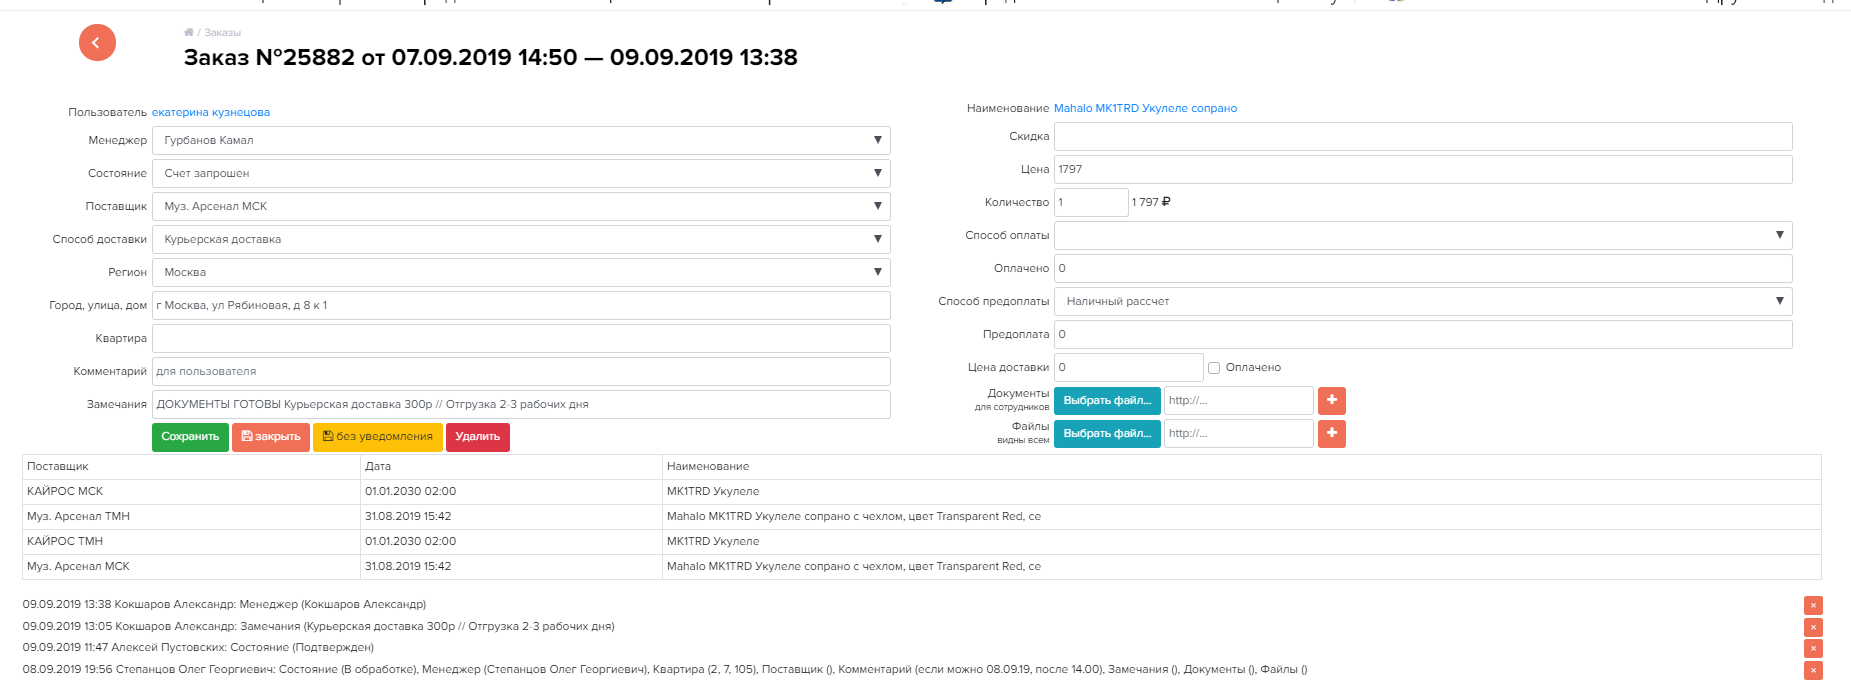 / Заказы
Заказ №25882 от 07.09.2019 14:50 — 09.09.2019 13:38
Пользователь екатерина кузнецова
Менеджер Гурбанов Камал
Состояние Счет запрошен
Поставщик Муз. Арсенал МСК
Способ доставки Курьерская доставка
Регион Москва
Город, улица, дом г Москва, ул Рябиновая, д 8 к 1
Квартира
Комментарий для пользователя
Замечания ДОКУМЕНТЫ ГОТОВЫ Курьерская доставка 300р // Отгрузка 2-3 рабочих дня
Сохранить закрыть без уведомления Удалить
Наименование Mahalo MK1TRD Укулеле сопрано
Скидка
Цена 1797
Количество 1 1 797 ₽
Способ оплаты
Оплачено 0
Способ предоплаты Наличный рассчет
Предоплата 0
Цена доставки 0 Оплачено
Документы
для сотрудников Выбрать файл... http://...
Файлы
видны всем Выбрать файл... http://...
Поставщик Дата Наименование
КАЙРОС МСК 01.01.2030 02:00 MK1TRD Укулеле
Муз. Арсенал ТМН 31.08.2019 15:42 Mahalo MK1TRD Укулеле сопрано с чехлом, цвет Transparent Red, се
КАЙРОС ТМН 01.01.2030 02:00 MK1TRD Укулеле
Муз. Арсенал МСК 31.08.2019 15:42 Mahalo MK1TRD Укулеле сопрано с чехлом, цвет Transparent Red, се
09.09.2019 13:38 Кокшаров Александр: Менеджер (Кокшаров Александр)
09.09.2019 13:05 Кокшаров Александр: Замечания (Курьерская доставка 300р // Отгрузка 2-3 рабочих дня)
09.09.2019 11:47 Алексей Пустовских: Состояние (Подтвержден)
08.09.2019 19:56 Степанцов Олег Георгиевич: Состояние (В обработке), Менеджер (Степанцов Олег Георгиевич), Квартира (2, 7, 105), Поставщик (), Комментарий (если можно 08.09.19, после 14.00), Замечания (), Документы (), Файлы ()